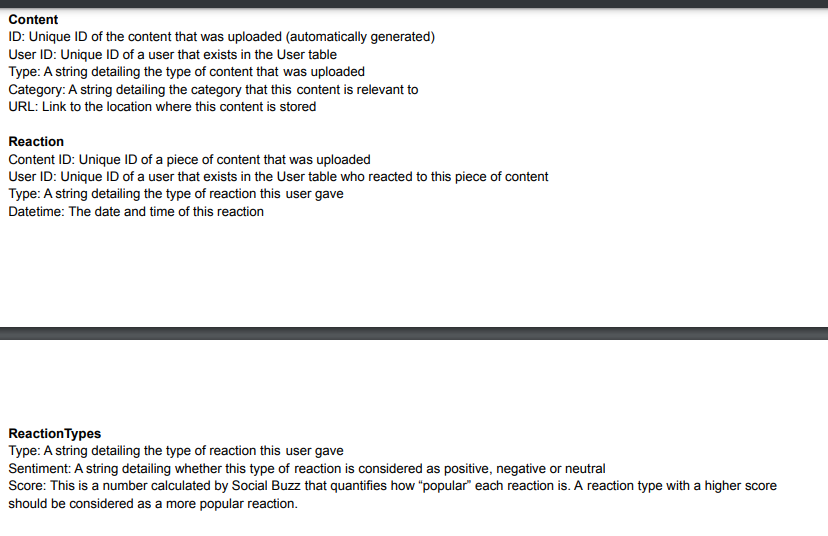 Content
ID: Unique ID of the content that was uploaded (automatically generated)
User ID: Unique ID of a user that exists in the User table
Type: A string detailing the type of content that was uploaded
Category: A string detailing the category that this content is relevant to
URL: Link to the location where this content is stored
Reaction
Content ID: Unique ID of a piece of content that was uploaded
User ID: Unique ID of a user that exists in the User table who reacted to this piece of content
Type: A string detailing the type of reaction this user gave
Datetime: The date and time of this reaction
ReactionTypes
Type: A string detailing the type of reaction this user gave
Sentiment: A string detailing whether this type of reaction is considered as positive, negative or neutral
Score: This is a number calculated by Social Buzz that quantifies how “popular” each reaction is. A reaction type with a higher score
should be considered as a more popular reaction.